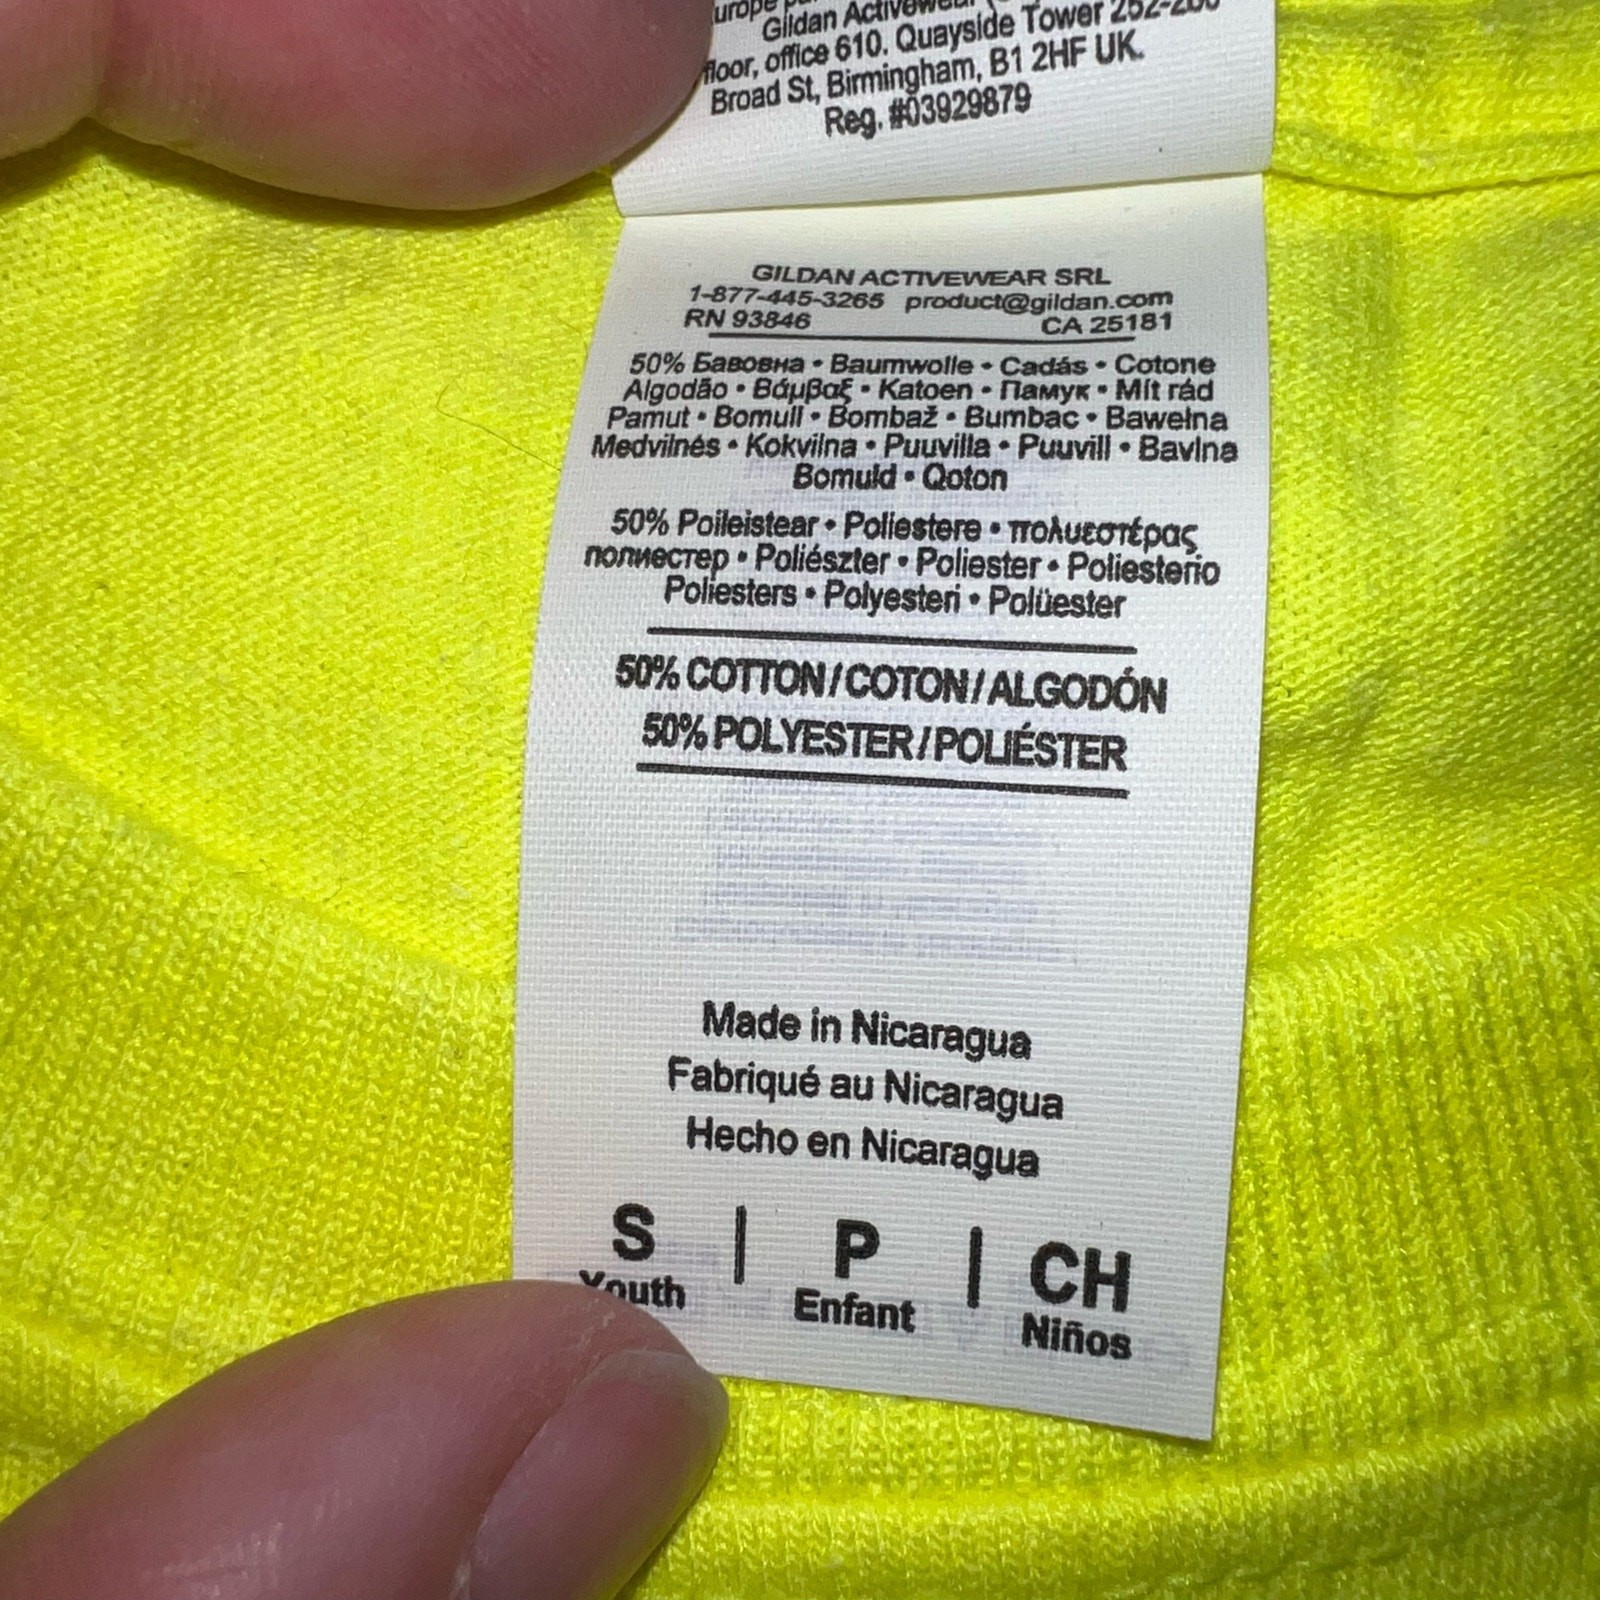 Gildan Activewear
floor, office 610. Quayside Tower
Broad St, Birmingham, B1 2HF UK.
Reg. #03929879
GILDAN ACTIVEWEAR SRL
1-877-445-3265 product@gildan.com
RN 93846 CA 25181
50% Бавовна • Baumwolle • Cadás • Cotone
Algodão • Βάμβαξ • Katoen • Памук • Mít rád
Pamut • Bomull • Bombaž • Bumbac • Bawełna
Medvilnės • Kokvilna • Puuvilla • Puuvill • Bavlna
Bomuld • Qoton
50% Poileistear • Poliestere • πολυεστέρας
полиестер • Poliészter • Poliester • Poliesterio
Poliesters • Polyesteri • Polüester
50% COTTON/COTON/ALGODÓN
50% POLYESTER/POLIÉSTER
Made in Nicaragua
Fabriqué au Nicaragua
Hecho en Nicaragua
S | P | CH
Youth Enfant Niños